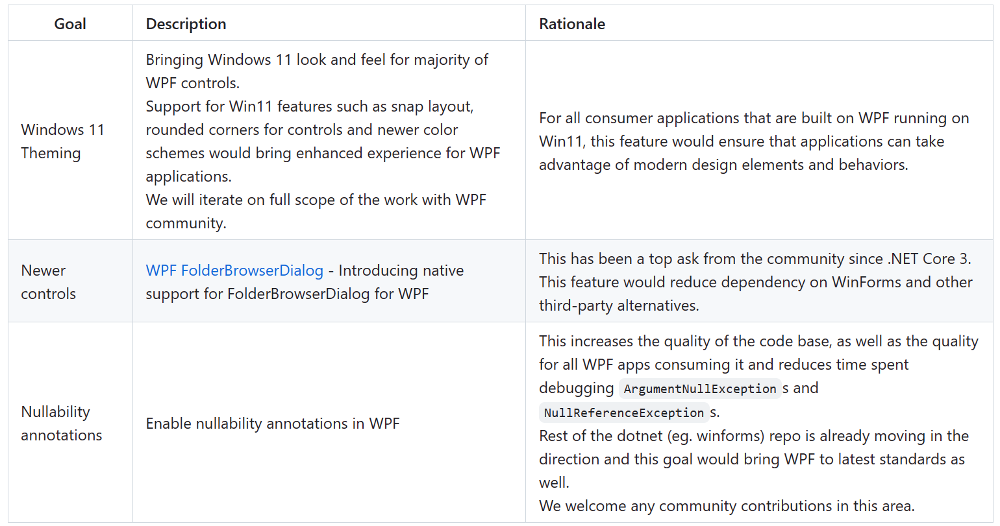 Goal
Description
Rationale
Windows 11
Theming
Bringing Windows 11 look and feel for majority of
WPF controls.
Support for Win11 features such as snap layout,
rounded corners for controls and newer color
schemes would bring enhanced experience for WPF
applications.
We will iterate on full scope of the work with WPF
community.
For all consumer applications that are built on WPF running on
Win11, this feature would ensure that applications can take
advantage of modern design elements and behaviors.
Newer
controls
WPF FolderBrowserDialog - Introducing native
support for FolderBrowserDialog for WPF
This has been a top ask from the community since .NET Core 3.
This feature would reduce dependency on WinForms and other
third-party alternatives.
Nullability
annotations
Enable nullability annotations in WPF
This increases the quality of the code base, as well as the quality
for all WPF apps consuming it and reduces time spent
debugging ArgumentNullException s and
NullReferenceException s.
Rest of the dotnet (eg. winforms) repo is already moving in the
direction and this goal would bring WPF to latest standards as
well.
We welcome any community contributions in this area.